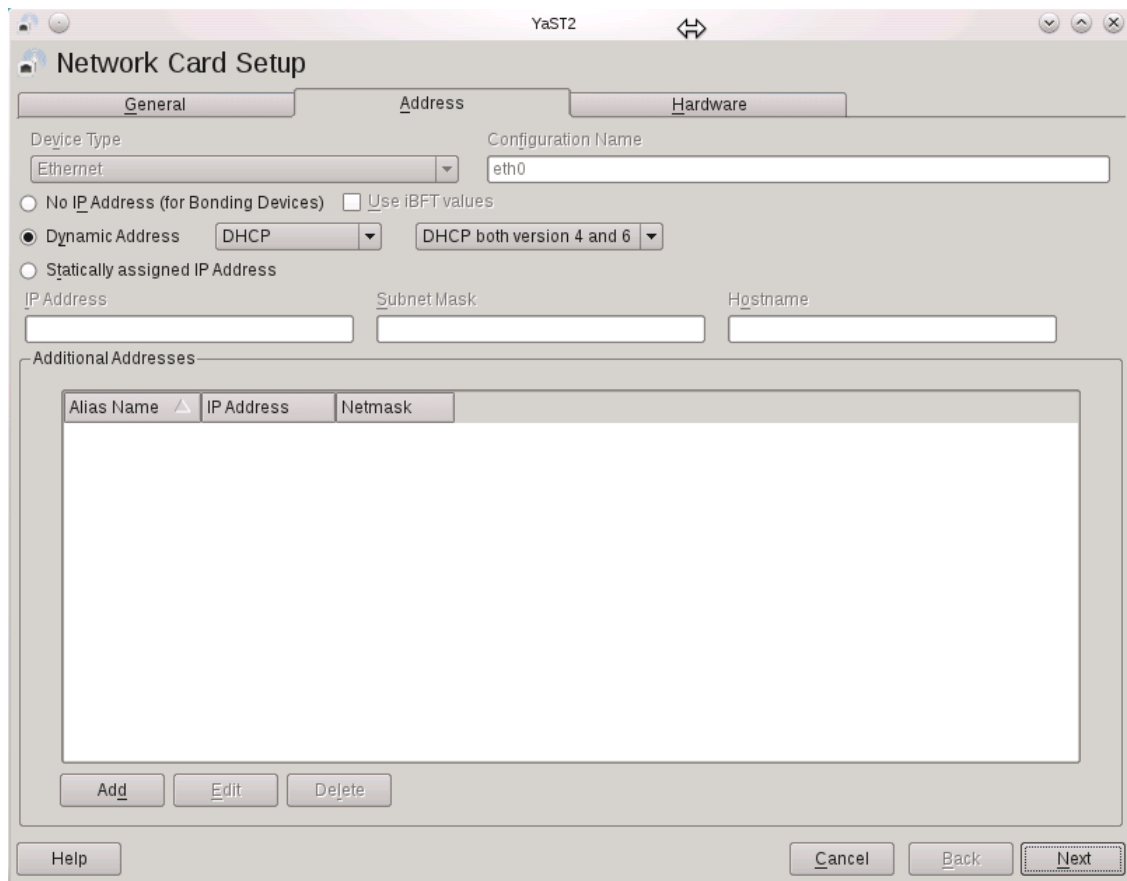 YaST2
Network Card Setup
General Address Hardware
Device Type Configuration Name
Ethernet eth0
No IP Address (for Bonding Devices) Use iBFT values
Dynamic Address DHCP DHCP both version 4 and 6
Statically assigned IP Address
IP Address Subnet Mask Hostname
Additional Addresses
Alias Name IP Address Netmask
Add Edit Delete
Help Cancel Back Next